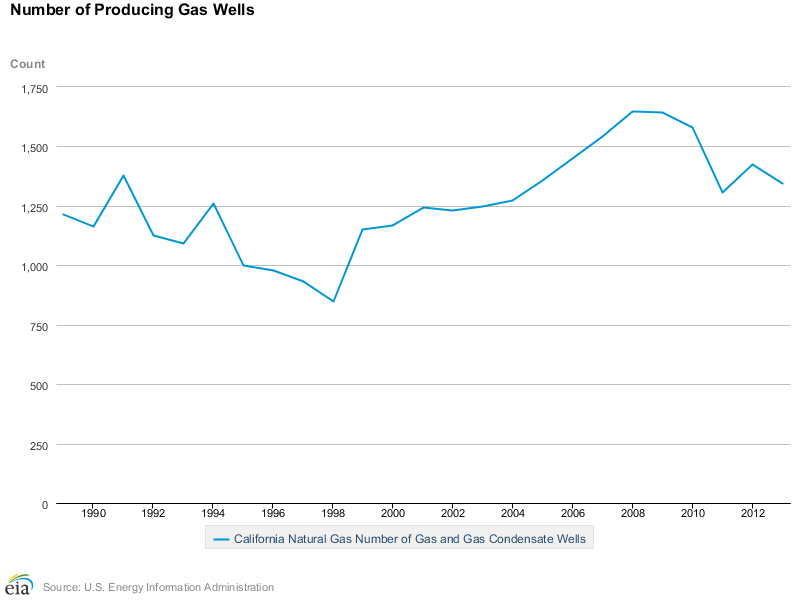 Number of Producing Gas Wells
Count
1,750
1,500
1,250
1,000
750
500
250
0
1990 1992 1994 1996 1998 2000 2002 2004 2006 2008 2010 2012
California Natural Gas Number of Gas and Gas Condensate Wells
eia Source: U.S. Energy Information Administration